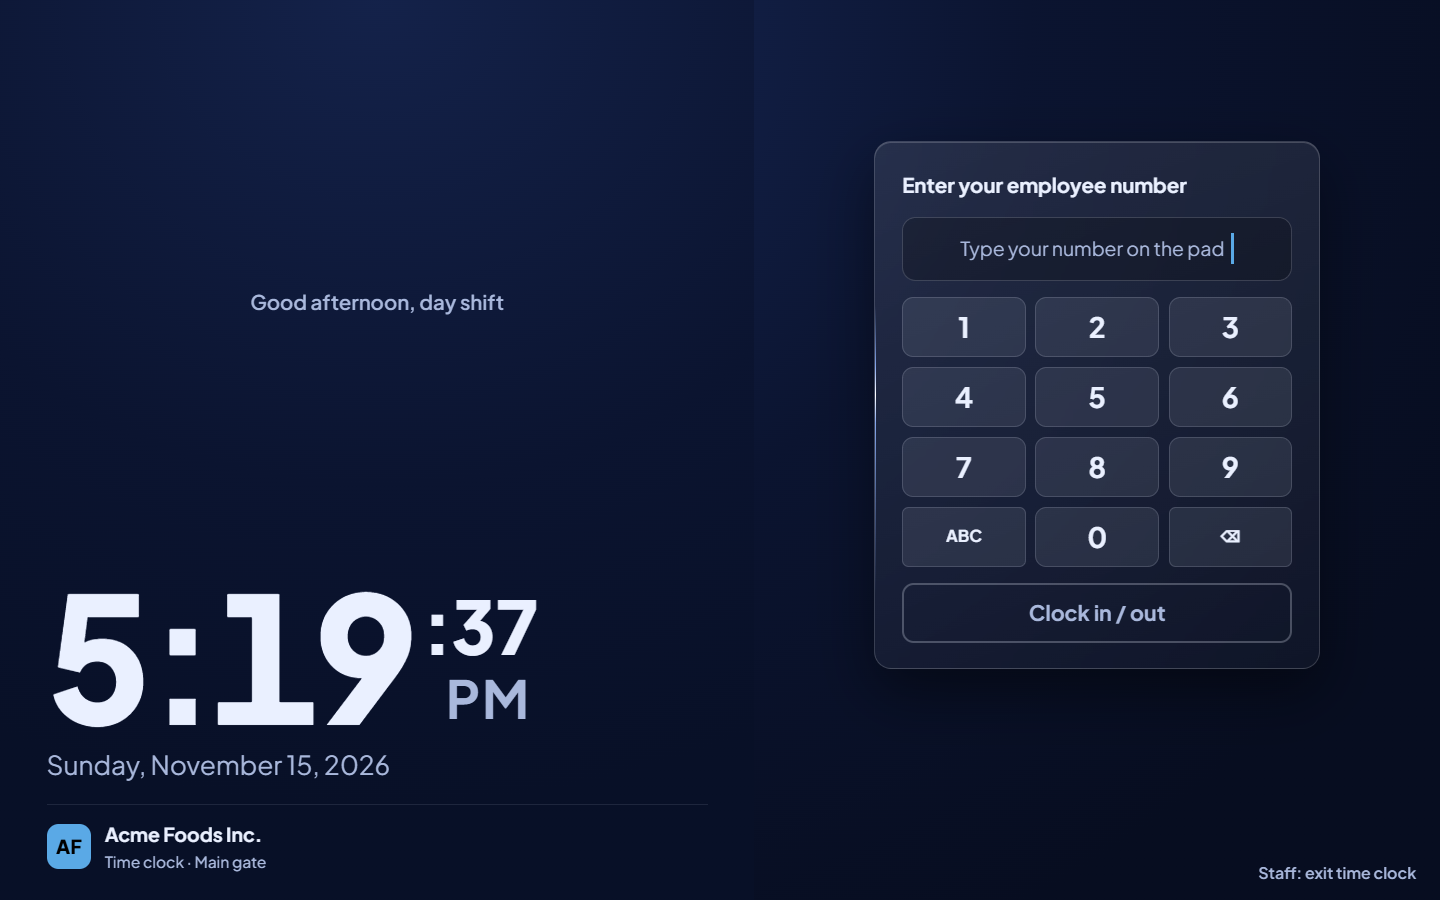 Good afternoon, day shift
5:19:37
PM
Sunday, November 15, 2026
AF
Acme Foods Inc.
Time clock · Main gate
Enter your employee number
Type your number on the pad
1 2 3
4 5 6
7 8 9
ABC 0 ⌫
Clock in / out
Staff: exit time clock